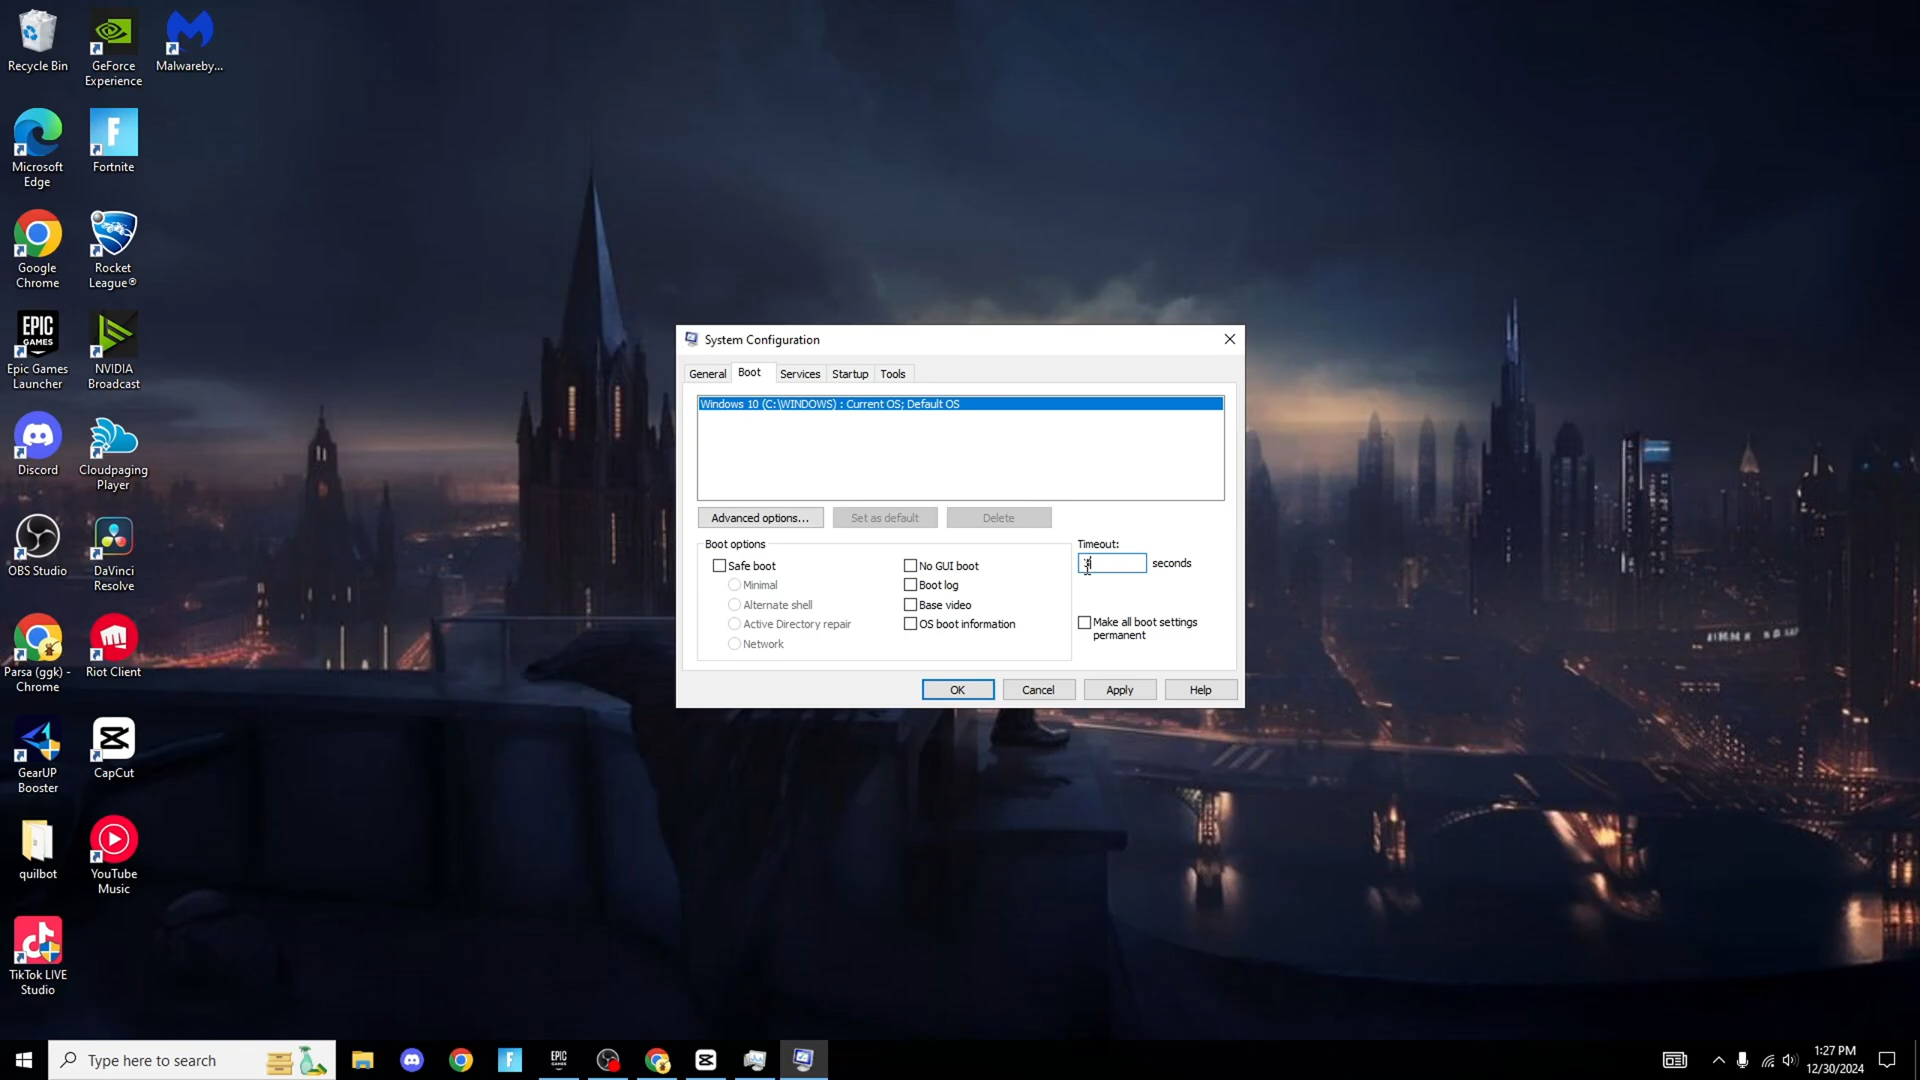 Recycle Bin
GeForce
Experience
Malwareby...
Microsoft
Edge
Fortnite
Google
Chrome
Rocket
League®
EPIC
GAMES
Epic Games
Launcher
NVIDIA
Broadcast
Discord
Cloudpaging
Player
OBS Studio
DaVinci
Resolve
Parsa (ggk) -
Chrome
Riot Client
GearUP
Booster
CapCut
quilbot
YouTube
Music
TikTok LIVE
Studio
System Configuration
General
Boot
Services
Startup
Tools
Windows 10 (C:\WINDOWS) : Current OS; Default OS
Advanced options...
Set as default
Delete
Boot options
Safe boot
Minimal
Alternate shell
Active Directory repair
Network
No GUI boot
Boot log
Base video
OS boot information
Timeout:
seconds
Make all boot settings
permanent
OK
Cancel
Apply
Help
Type here to search
EPIC
GAMES
1:27 PM
12/30/2024